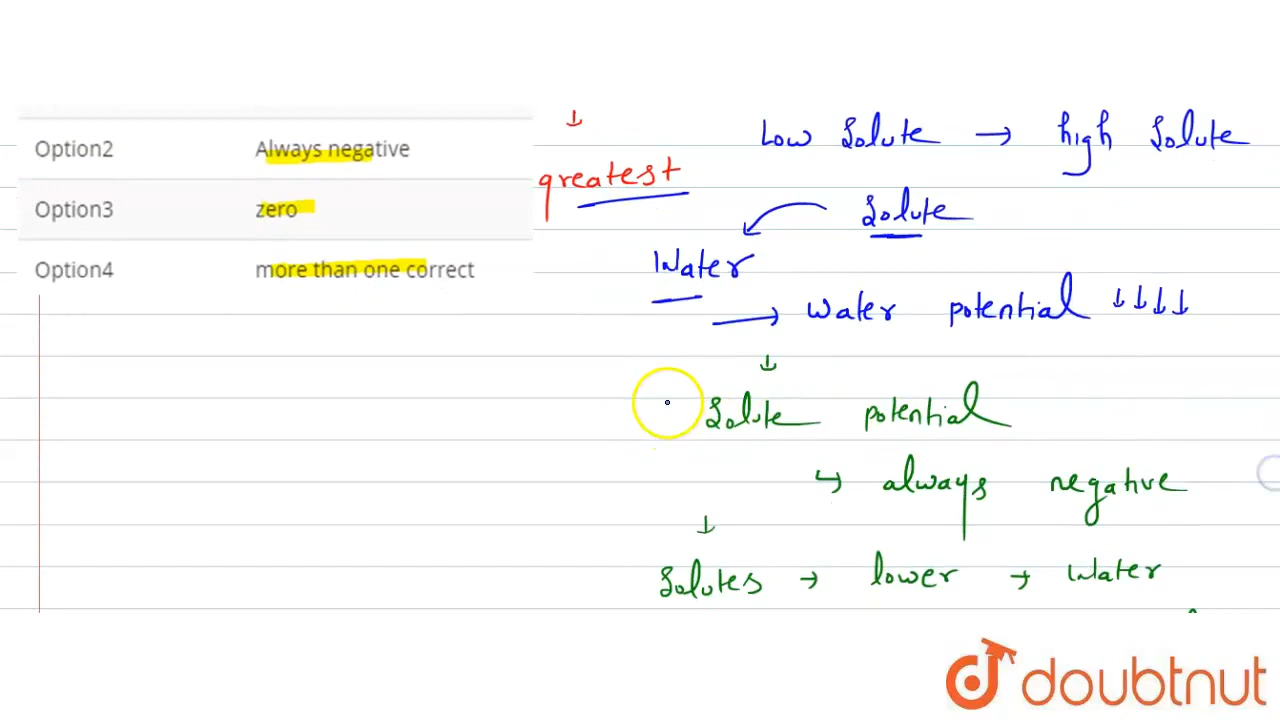 Option2 Always negative
Option3 zero
Option4 more than one correct
↓
greatest
Low Solute → high Solute
Solute
Water
→ Water potential ↓↓↓↓
↓
Solute potential
↳ always negative
↓
Solutes → lower → Water
doubtnut